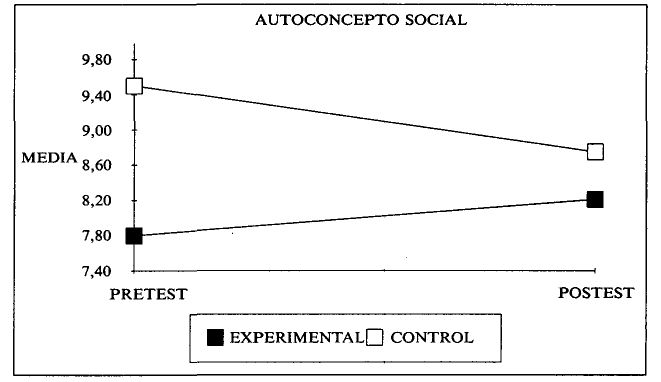 AUTOCONCEPTO SOCIAL
9,80
9,40
9,00
MEDIA
8,60
8,20
7,80
7,40
PRETEST
POSTEST
EXPERIMENTAL
CONTROL